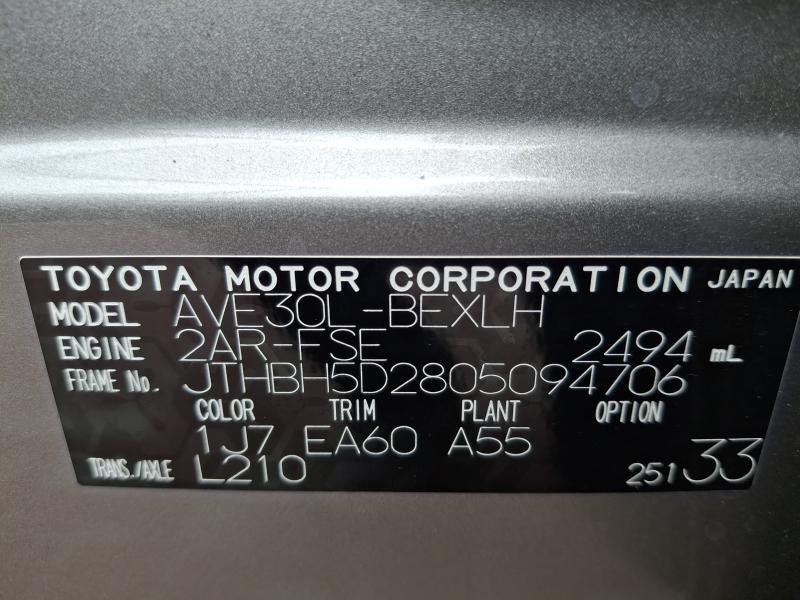 TOYOTA MOTOR CORPORATION JAPAN
MODEL AVE30L-BEXLH
ENGINE 2AR-FSE 2494 mL
FRAME No. JTHBH5D2805094706
COLOR TRIM PLANT OPTION
1J7 EA60 A55
TRANS./AXLE L210 251 33